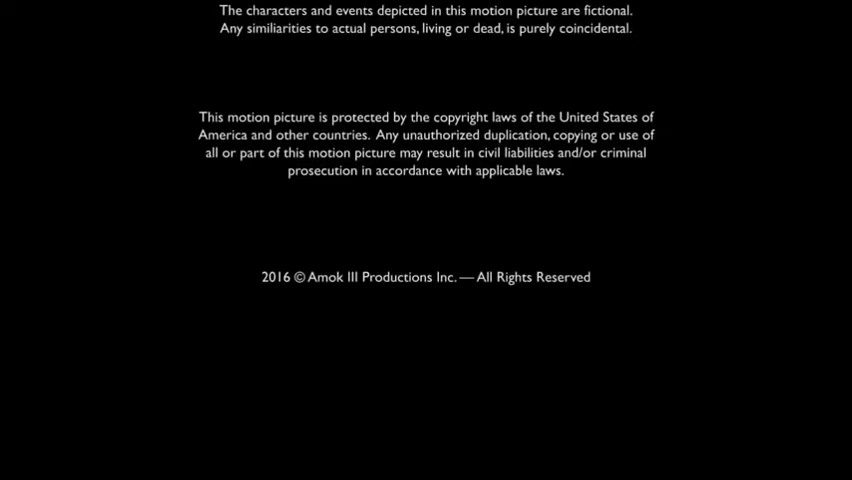 The characters and events depicted in this motion picture are fictional.
Any similiarities to actual persons, living or dead, is purely coincidental.
This motion picture is protected by the copyright laws of the United States of
America and other countries. Any unauthorized duplication, copying or use of
all or part of this motion picture may result in civil liabilities and/or criminal
prosecution in accordance with applicable laws.
2016 © Amok III Productions Inc. — All Rights Reserved